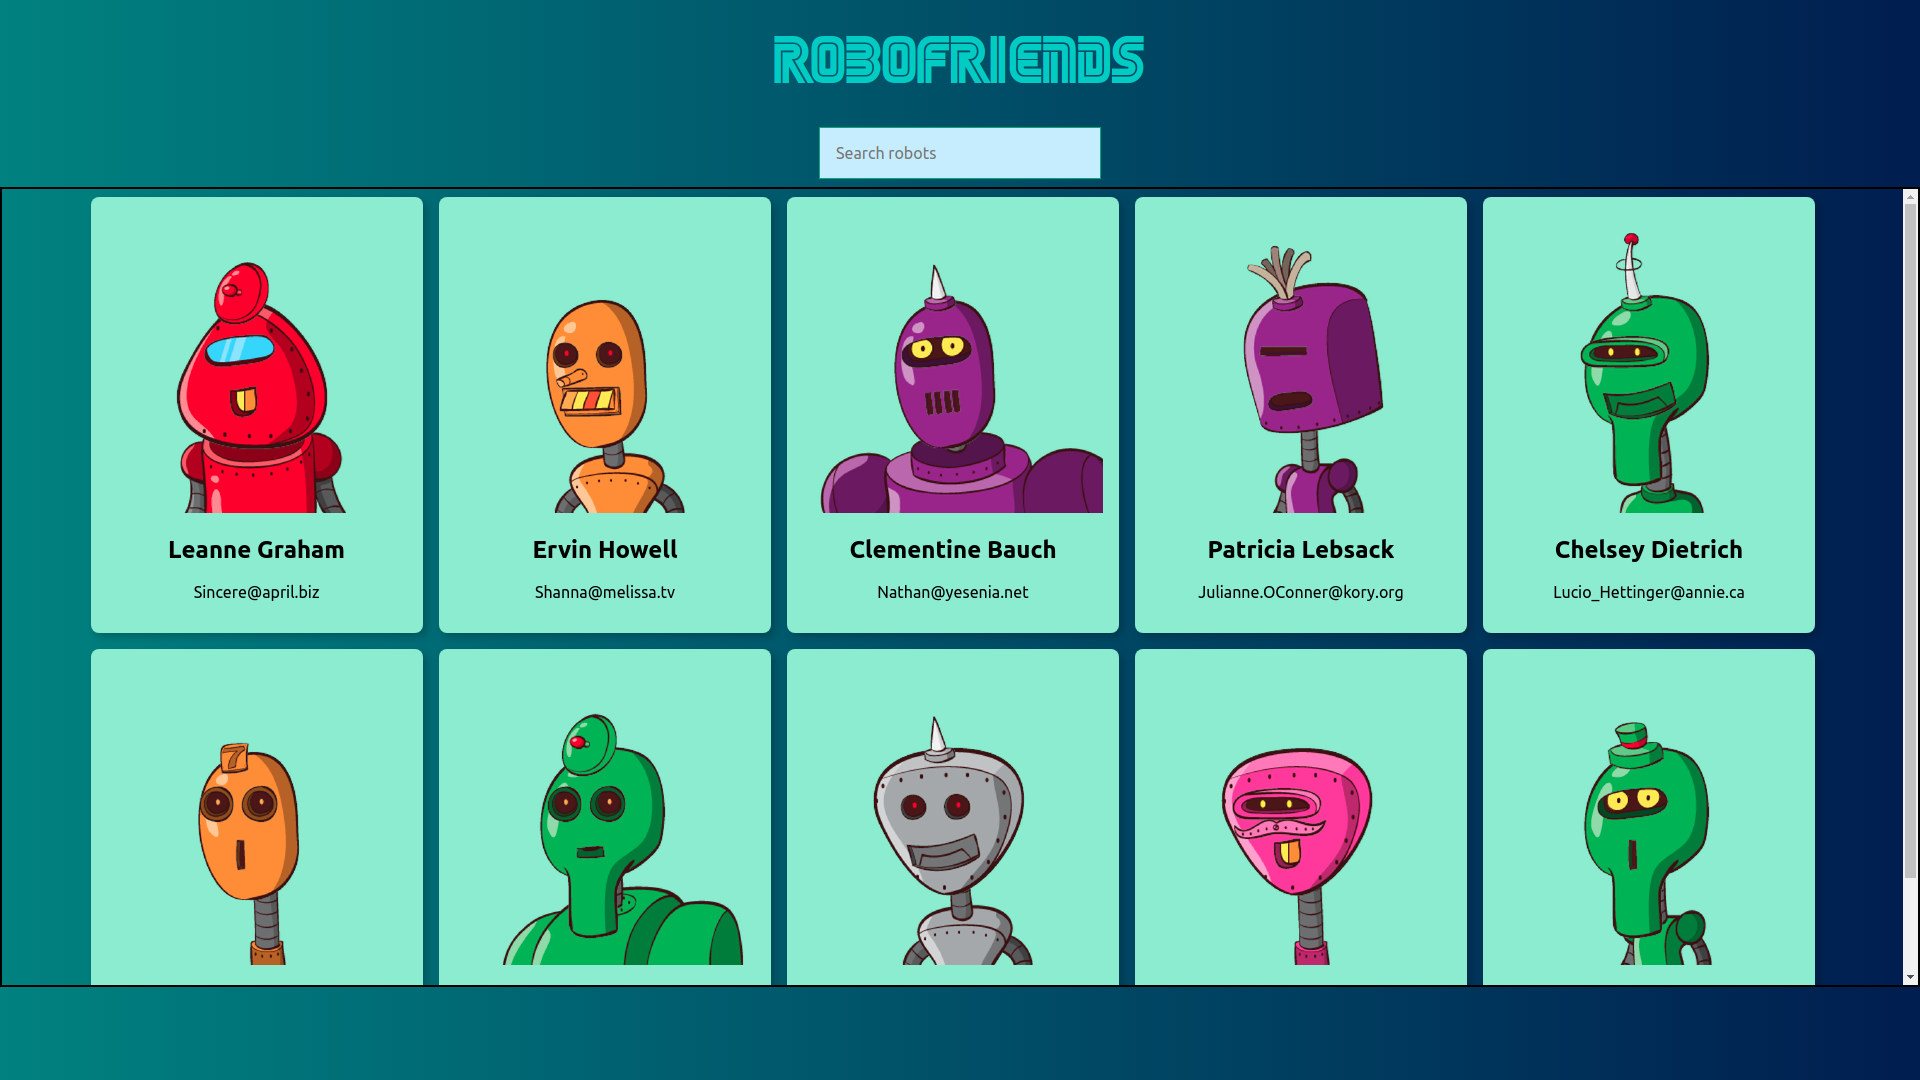 ROBOFRIENDS
Search robots
Leanne Graham
Sincere@april.biz
Ervin Howell
Shanna@melissa.tv
Clementine Bauch
Nathan@yesenia.net
Patricia Lebsack
Julianne.OConner@kory.org
Chelsey Dietrich
Lucio_Hettinger@annie.ca
7